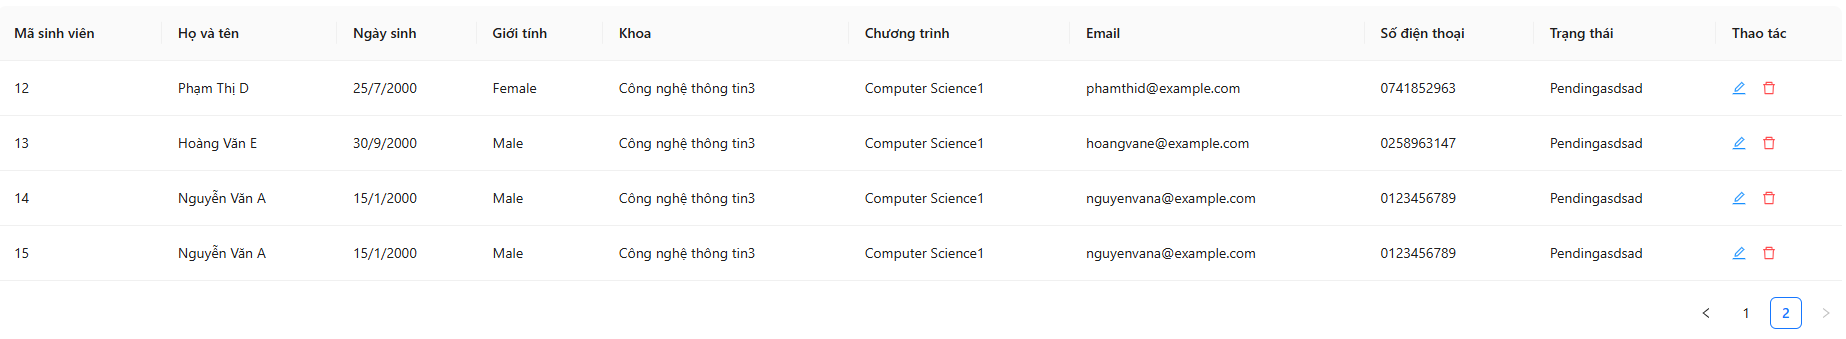 Mã sinh viên Họ và tên Ngày sinh Giới tính Khoa Chương trình Email Số điện thoại Trạng thái Thao tác
12 Phạm Thị D 25/7/2000 Female Công nghệ thông tin3 Computer Science1 phamthid@example.com 0741852963 Pendingasdsad
13 Hoàng Văn E 30/9/2000 Male Công nghệ thông tin3 Computer Science1 hoangvane@example.com 0258963147 Pendingasdsad
14 Nguyễn Văn A 15/1/2000 Male Công nghệ thông tin3 Computer Science1 nguyenvana@example.com 0123456789 Pendingasdsad
15 Nguyễn Văn A 15/1/2000 Male Công nghệ thông tin3 Computer Science1 nguyenvana@example.com 0123456789 Pendingasdsad
< 1 2 >